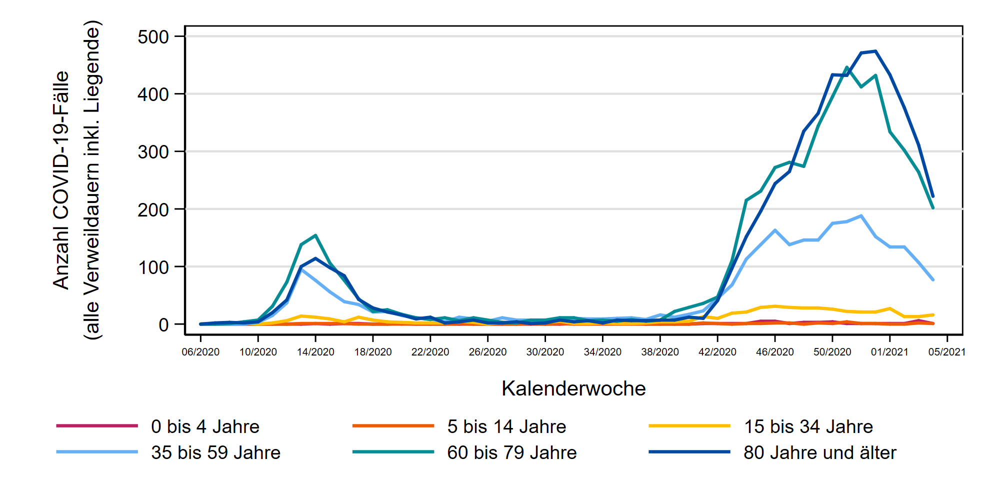 Anzahl COVID-19-Fälle
(alle Verweildauern inkl. Liegende)
500
400
300
200
100
0
06/2020 10/2020 14/2020 18/2020 22/2020 26/2020 30/2020 34/2020 38/2020 42/2020 46/2020 50/2020 01/2021 05/2021
Kalenderwoche
0 bis 4 Jahre 5 bis 14 Jahre 15 bis 34 Jahre
35 bis 59 Jahre 60 bis 79 Jahre 80 Jahre und älter